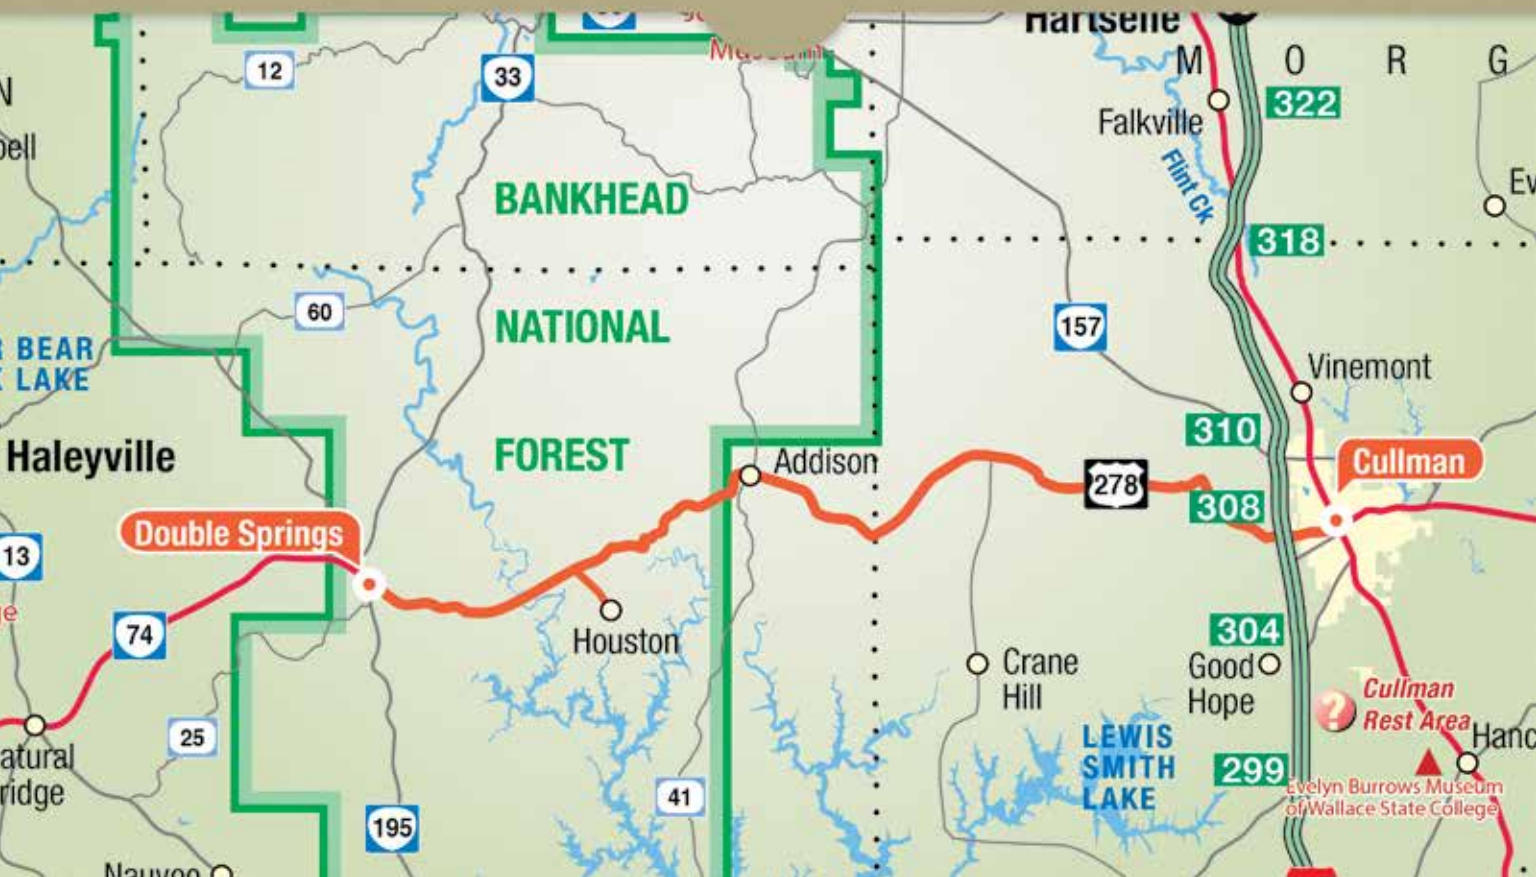 Hartselle
Museum
M O R G
12
33
322
Falkville
Flint Ck
BANKHEAD
318
60
157
NATIONAL
BEAR
LAKE
Vinemont
310
Haleyville
FOREST
Addison
Cullman
278
308
Double Springs
13
74
Houston
304
Crane
Hill
Good
Hope
Cullman
Rest Area
25
LEWIS
SMITH
LAKE
299
Evelyn Burrows Museum
of Wallace State College
41
195